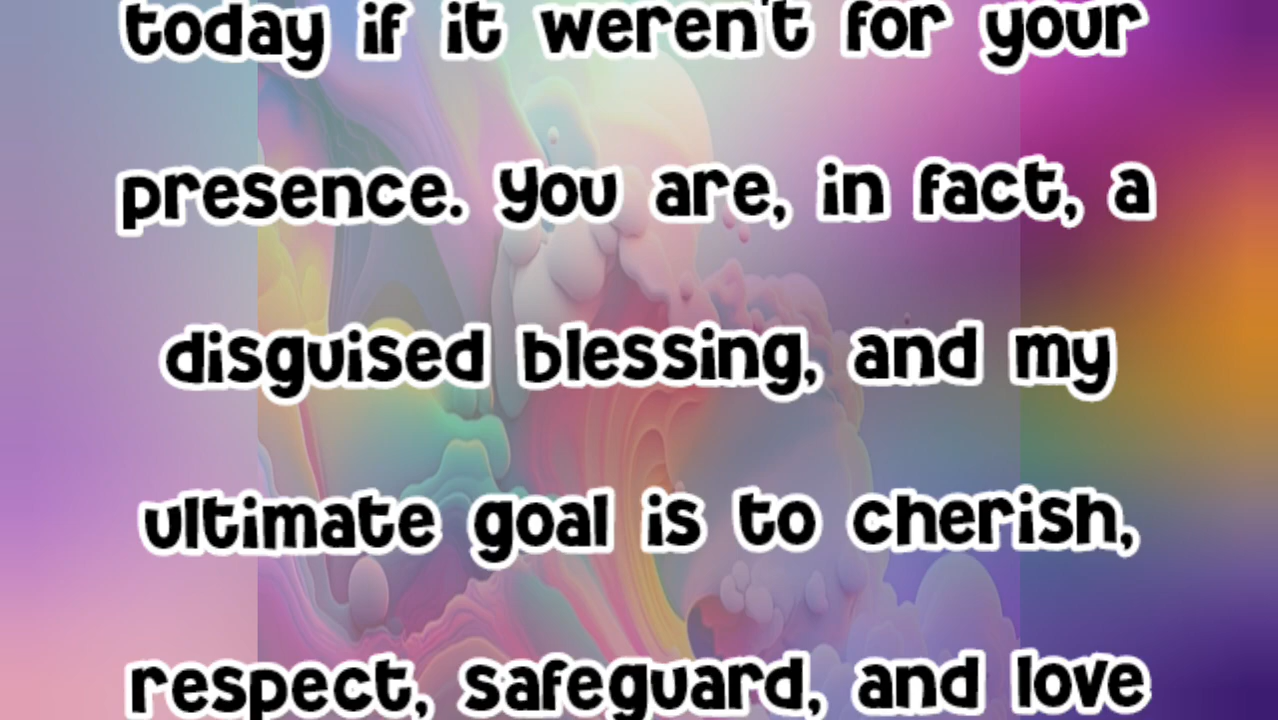 today if it weren't for your
presence. You are, in fact, a
disguised blessing, and my
ultimate goal is to cherish,
respect, safeguard, and love